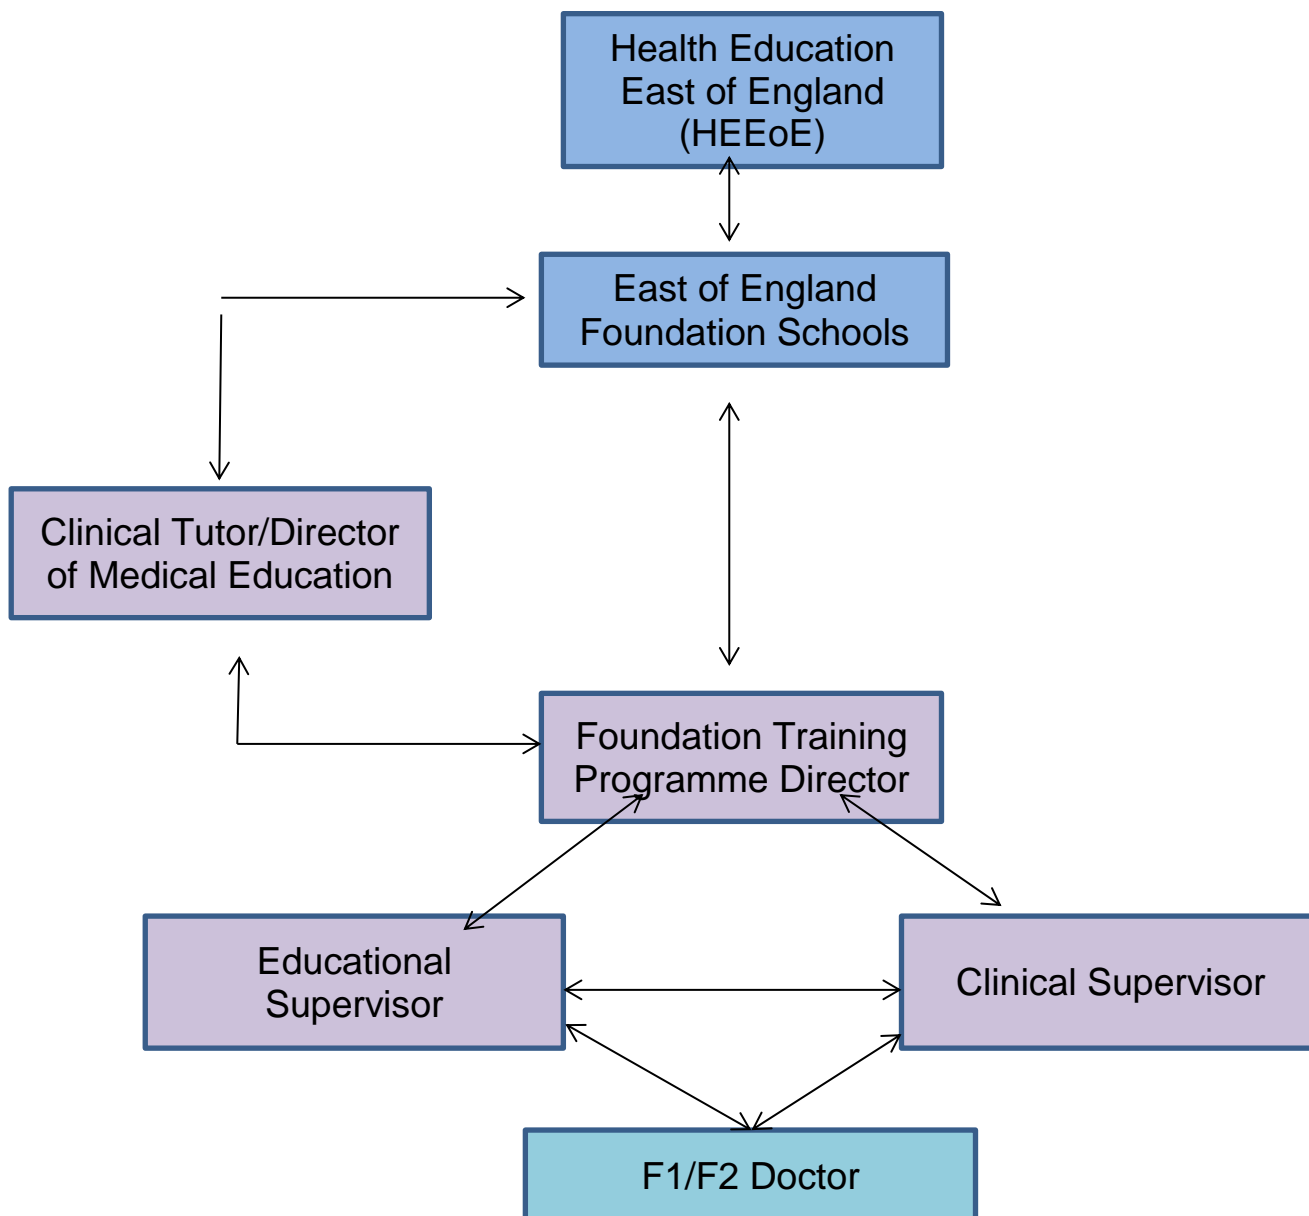 Health Education
East of England
(HEEoE)
East of England
Foundation Schools
Clinical Tutor/Director
of Medical Education
Foundation Training
Programme Director
Educational
Supervisor
Clinical Supervisor
F1/F2 Doctor